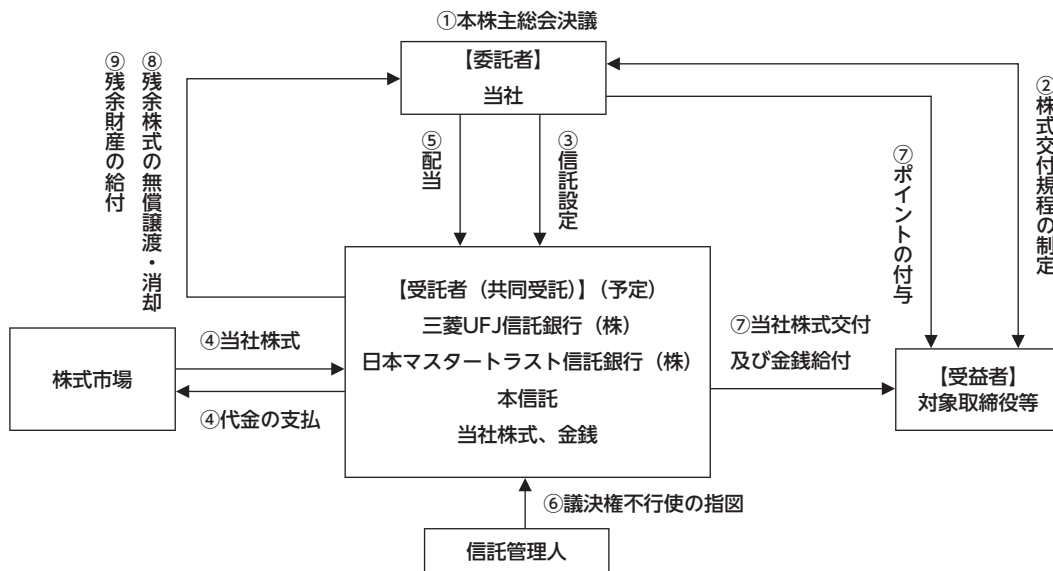 ①本株主総会決議
【委託者】
当社
⑨残余財産の給付
⑧残余株式の無償譲渡・消却
⑤配当
③信託設定
⑦ポイントの付与
②株式交付規程の制定
【受託者（共同受託）】（予定）
三菱UFJ信託銀行（株）
日本マスタートラスト信託銀行（株）
本信託
当社株式、金銭
株式市場
④当社株式
④代金の支払
⑦当社株式交付
及び金銭給付
【受益者】
対象取締役等
⑥議決権不行使の指図
信託管理人